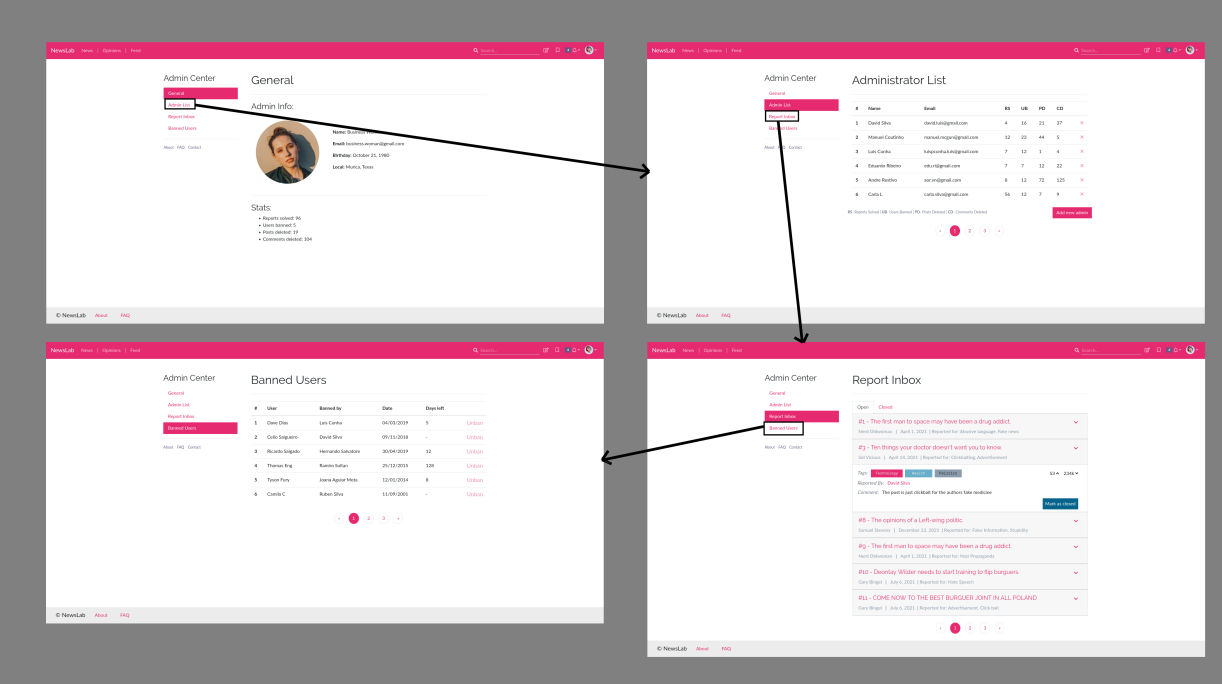 NewsLab News | Opinions | Feed Search...
Admin Center
General
Admin List
Report Inbox
Banned Users
About FAQ Contact
General
Admin Info:
Name: Business
Email: business.woman@gmail.com
Birthday: October 21, 1980
Local: Murica, Texas
Stats:
• Reports solved: 96
• Users banned: 5
• Posts deleted: 19
• Comments deleted: 104
© NewsLab About FAQ
NewsLab News | Opinions | Feed Search...
Admin Center
General
Admin List
Report Inbox
Banned Users
About FAQ Contact
Administrator List
# Name Email RS UB PD CD
1 David Silva david.luis@gmail.com 4 16 21 37 ×
2 Manuel Coutinho manuel.mcguci@gmail.com 12 23 44 5 ×
3 Luis Cunha luispcunha.luis@gmail.com 7 12 1 4 ×
4 Eduardo Ribeiro edu.rl@gmail.com 7 7 12 22 ×
5 Andre Restivo aor.vn@gmail.com 8 12 72 125 ×
6 Carla L carla.silva@gmail.com 56 12 7 9 ×
RS Reports Solved | UB Users Banned | PD Posts Deleted | CD Comments Deleted
Add new admin
« 1 2 3 »
© NewsLab About FAQ
NewsLab News | Opinions | Feed Search...
Admin Center
General
Admin List
Report Inbox
Banned Users
About FAQ Contact
Banned Users
# User Banned by Date Days left
1 Dave Dias Luis Cunha 04/03/2019 5 Unban
2 Celio Salgueiro David Silva 09/11/2018 - Unban
3 Ricardo Salgado Hernando Salvatore 30/04/2019 12 Unban
4 Thomas Eng Ramiro Sultan 25/12/2015 128 Unban
5 Tyson Fury Joana Aguiar Mota 12/01/2014 8 Unban
6 Camila C Ruben Silva 11/09/2001 - Unban
« 1 2 3 »
© NewsLab About FAQ
NewsLab News | Opinions | Feed Search...
Admin Center
General
Admin List
Report Inbox
Banned Users
About FAQ Contact
Report Inbox
Open Closed
#1 - The first man to space may have been a drug addict.
Herd Didovenus | April 1, 2021 | Reported for: Abusive Language, Fake news
#3 - Ten things your doctor doesn't want you to know.
Sid Vicious | April 14, 2021 | Reported for: Clickbaiting, Advertisement
Tags: Technology Health 53 2146
Reported By: David Silva
Comment: The post is just clickbait for the authors fake medicine
Mark as closed
#8 - The opinions of a Left-wing politic.
Samuel Stevens | December 22, 2021 | Reported for: False Information, Stupidity
#9 - The first man to space may have been a drug addict.
Herd Didovenus | April 1, 2021 | Reported for: Nazi Propaganda
#10 - Deontay Wilder needs to start training to flip burguers
Gary Bingel | July 6, 2021 | Reported for: Hate Speech
#11 - COME NOW TO THE BEST BURGUER JOINT IN ALL POLAND
Gary Bingel | July 6, 2021 | Reported for: Advertisement, Click bait
« 1 2 3 »
© NewsLab About FAQ